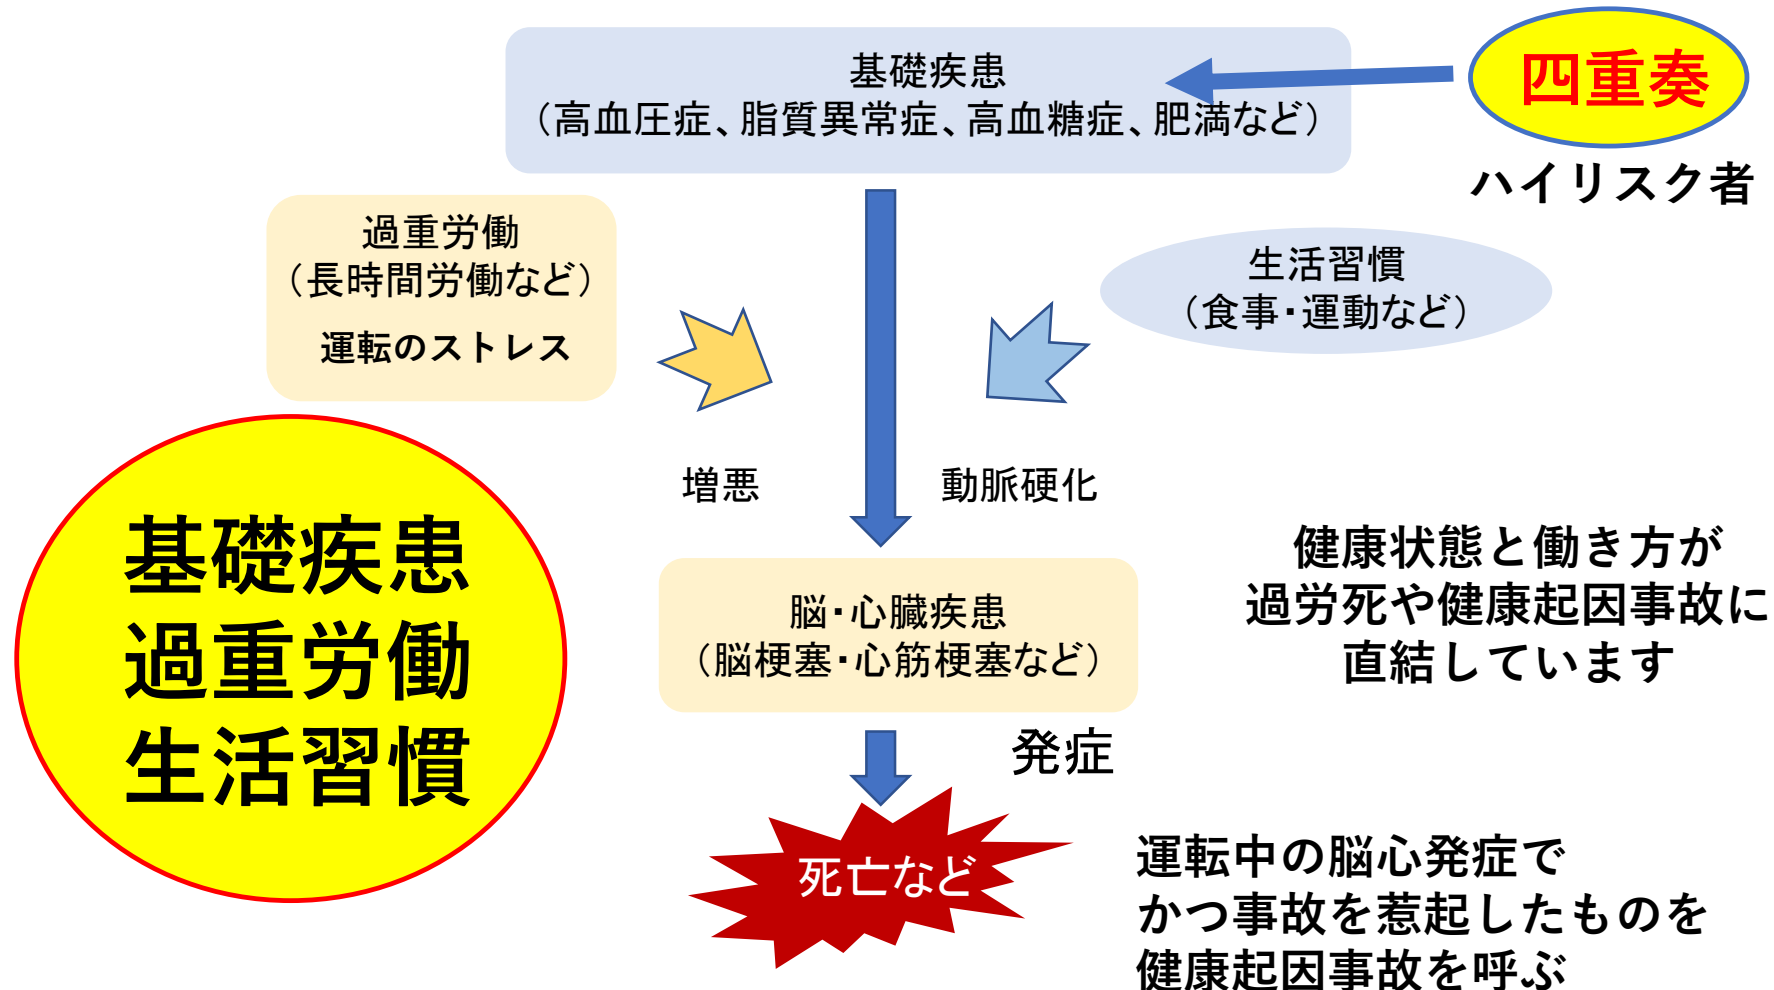 基礎疾患
（高血圧症、脂質異常症、高血糖症、肥満など）
四重奏
ハイリスク者
過重労働
（長時間労働など）
運転のストレス
生活習慣
（食事・運動など）
増悪
動脈硬化
基礎疾患
過重労働
生活習慣
健康状態と働き方が
過労死や健康起因事故に
直結しています
脳・心臓疾患
（脳梗塞・心筋梗塞など）
発症
死亡など
運転中の脳心発症で
かつ事故を惹起したものを
健康起因事故を呼ぶ